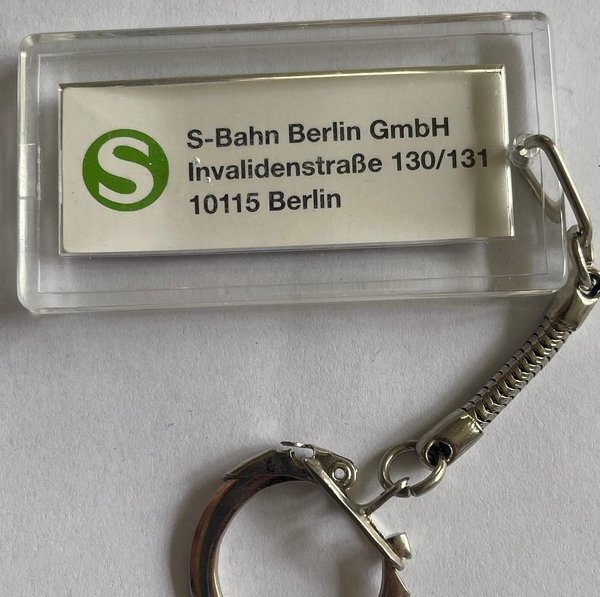 S
S-Bahn Berlin GmbH
Invalidenstraße 130/131
10115 Berlin